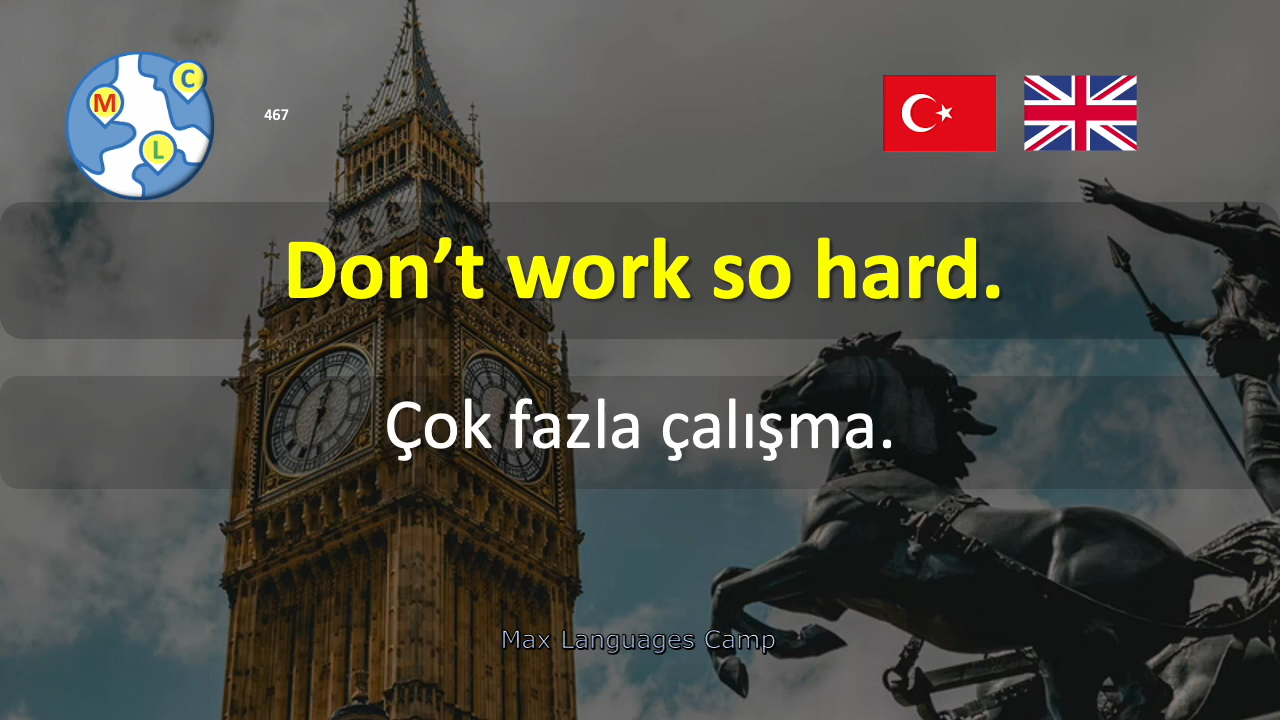 C
M
467
L
Don’t work so hard.
Çok fazla çalışma.
Max Languages Camp